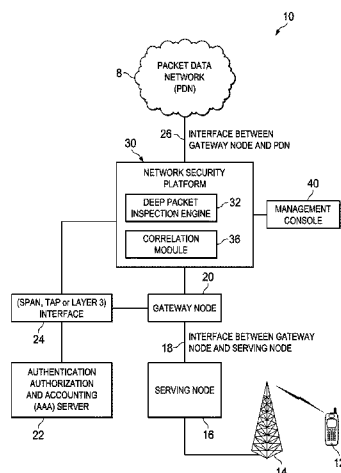 10
PACKET DATA
NETWORK
(PDN)
8
26
INTERFACE BETWEEN
GATEWAY NODE AND PDN
30
NETWORK SECURITY
PLATFORM
DEEP PACKET
INSPECTION ENGINE
32
CORRELATION
MODULE
36
40
MANAGEMENT
CONSOLE
20
(SPAN, TAP or LAYER 3)
INTERFACE
24
GATEWAY NODE
18
INTERFACE BETWEEN GATEWAY
NODE AND SERVING NODE
AUTHENTICATION
AUTHORIZATION
AND ACCOUNTING
(AAA) SERVER
22
SERVING NODE
16
14